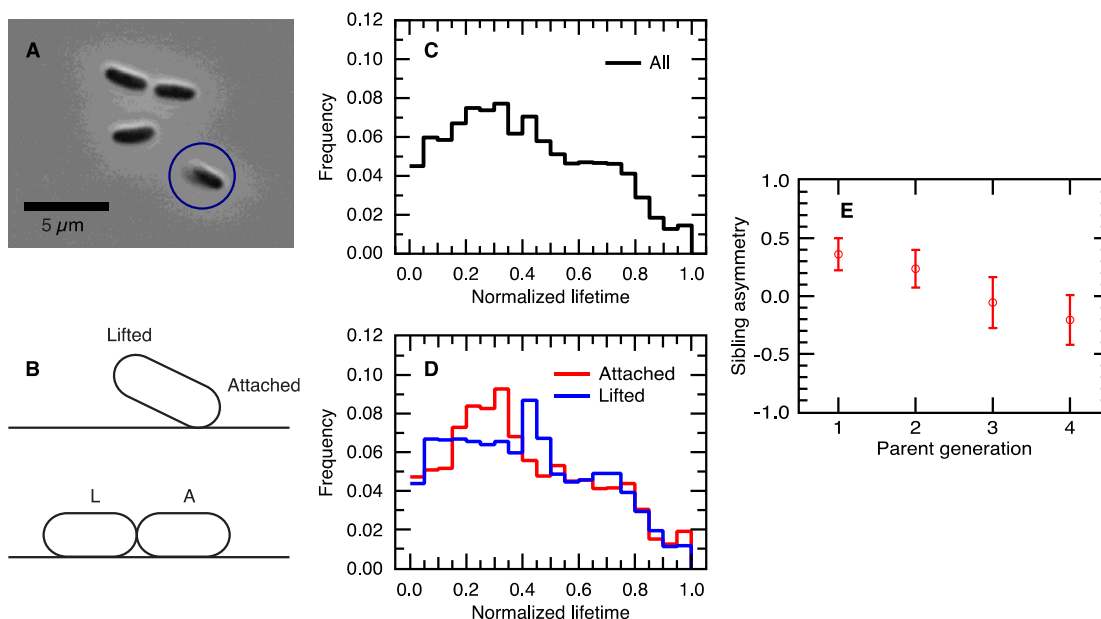 A
5 µm
B
Lifted
Attached
L
A
C
All
Frequency
0.12
0.10
0.08
0.06
0.04
0.02
0.00
0.0 0.2 0.4 0.6 0.8 1.0
Normalized lifetime
D
Attached
Lifted
Frequency
0.12
0.10
0.08
0.06
0.04
0.02
0.00
0.0 0.2 0.4 0.6 0.8 1.0
Normalized lifetime
E
Sibling asymmetry
1.0
0.5
0.0
-0.5
-1.0
1 2 3 4
Parent generation